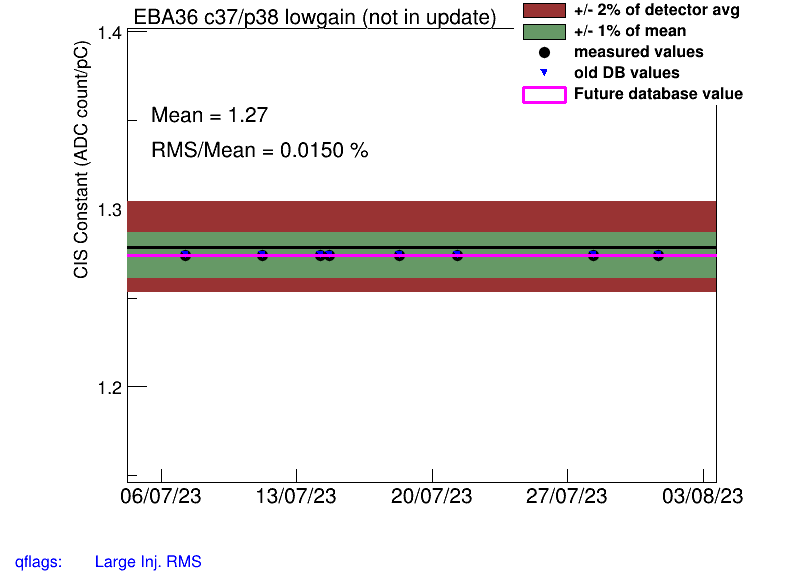 EBA36 c37/p38 lowgain (not in update)
+/- 2% of detector avg
+/- 1% of mean
measured values
old DB values
Future database value
CIS Constant (ADC count/pC)
1.4
1.3
1.2
Mean = 1.27
RMS/Mean = 0.0150 %
06/07/23 13/07/23 20/07/23 27/07/23 03/08/23
qflags: Large Inj. RMS